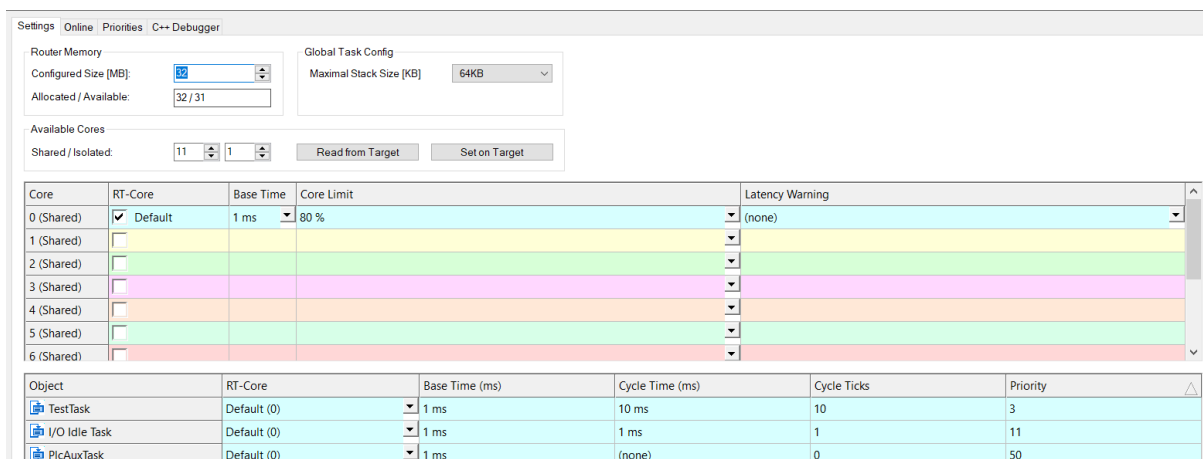 Settings Online Priorities C++ Debugger
Router Memory
Configured Size [MB]: 32
Allocated / Available: 32 / 31
Global Task Config
Maximal Stack Size [KB] 64KB
Available Cores
Shared / Isolated: 11 1 Read from Target Set on Target
Core RT-Core Base Time Core Limit Latency Warning
0 (Shared) Default 1 ms 80 % (none)
1 (Shared)
2 (Shared)
3 (Shared)
4 (Shared)
5 (Shared)
6 (Shared)
Object RT-Core Base Time (ms) Cycle Time (ms) Cycle Ticks Priority
TestTask Default (0) 1 ms 10 ms 10 3
I/O Idle Task Default (0) 1 ms 1 ms 1 11
PlcAuxTask Default (0) 1 ms (none) 0 50